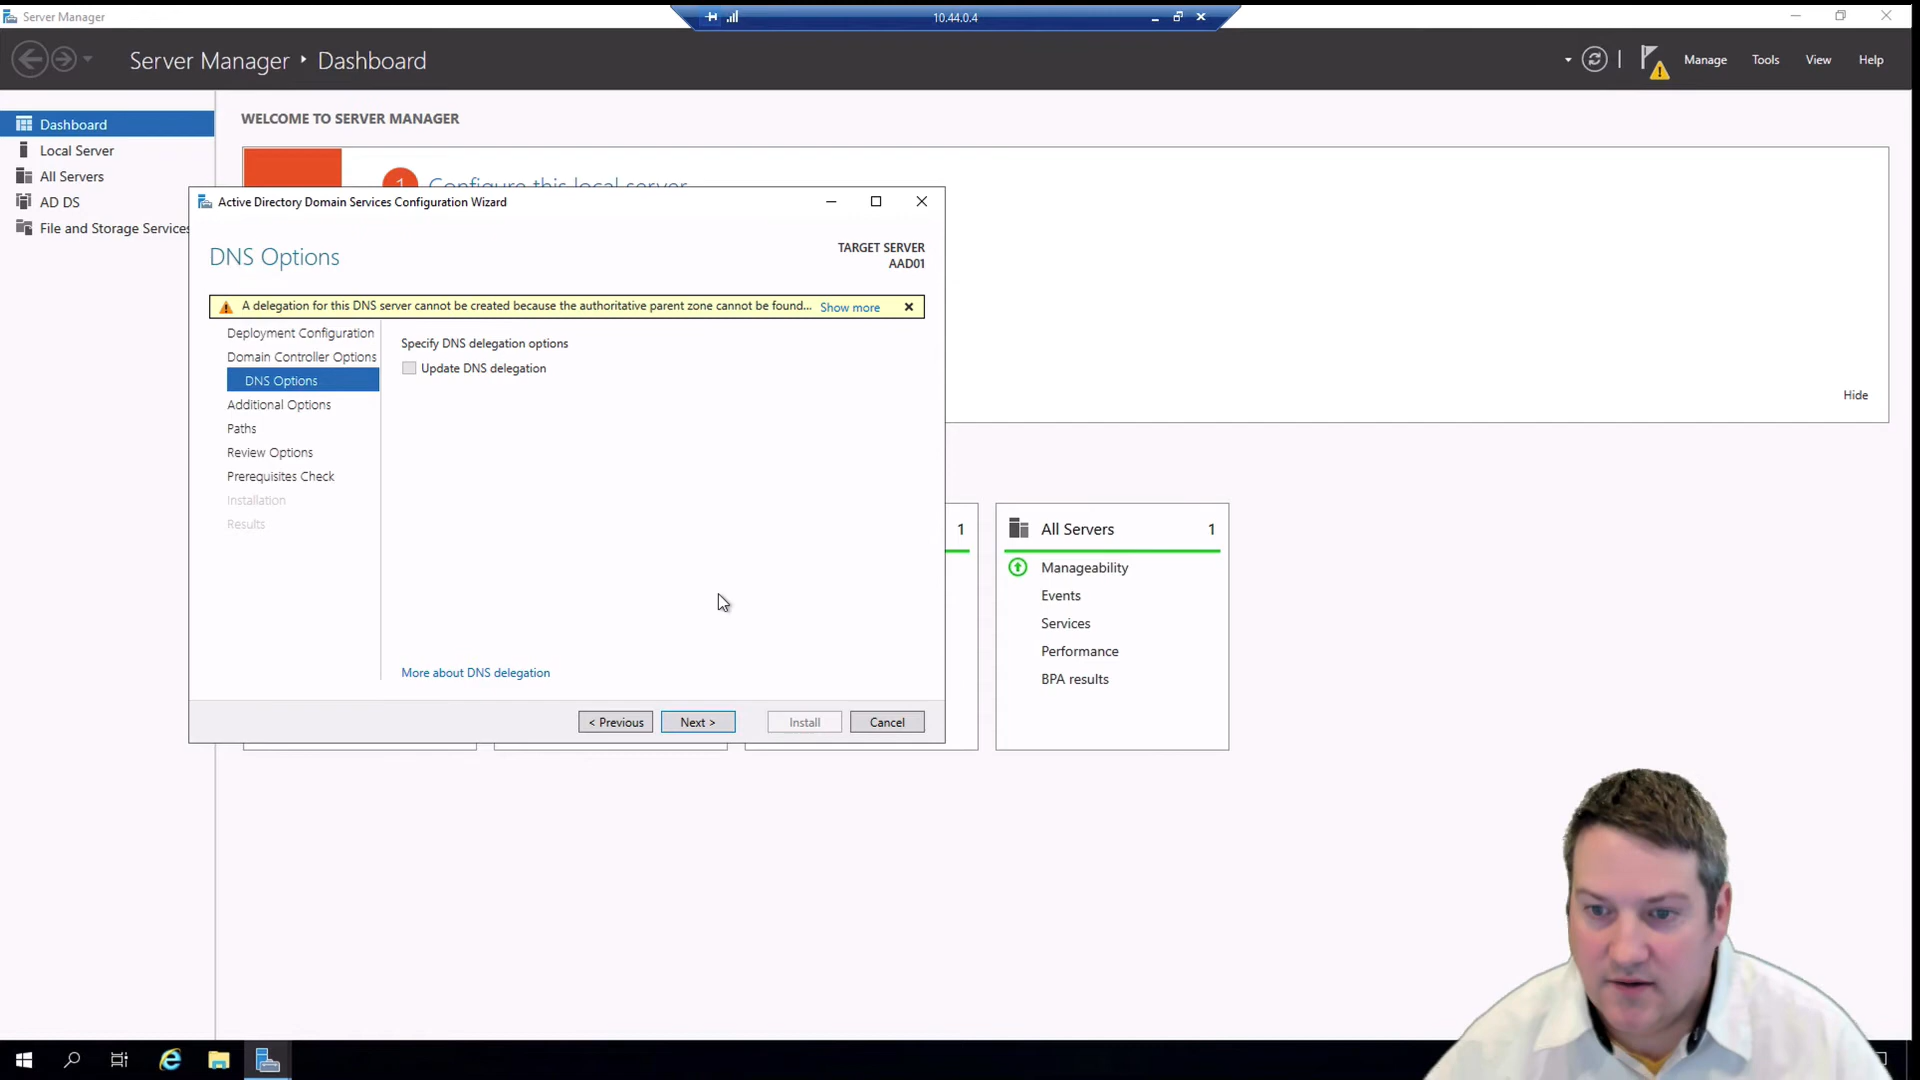 Server Manager
10.44.0.4
Server Manager ‣ Dashboard
Manage
Tools
View
Help
Dashboard
Local Server
All Servers
AD DS
File and Storage Services
WELCOME TO SERVER MANAGER
1
Configure this local server
Hide
Active Directory Domain Services Configuration Wizard
DNS Options
TARGET SERVER
AAD01
A delegation for this DNS server cannot be created because the authoritative parent zone cannot be found...
Show more
Deployment Configuration
Domain Controller Options
DNS Options
Additional Options
Paths
Review Options
Prerequisites Check
Installation
Results
Specify DNS delegation options
Update DNS delegation
More about DNS delegation
< Previous
Next >
Install
Cancel
1
All Servers
1
Manageability
Events
Services
Performance
BPA results